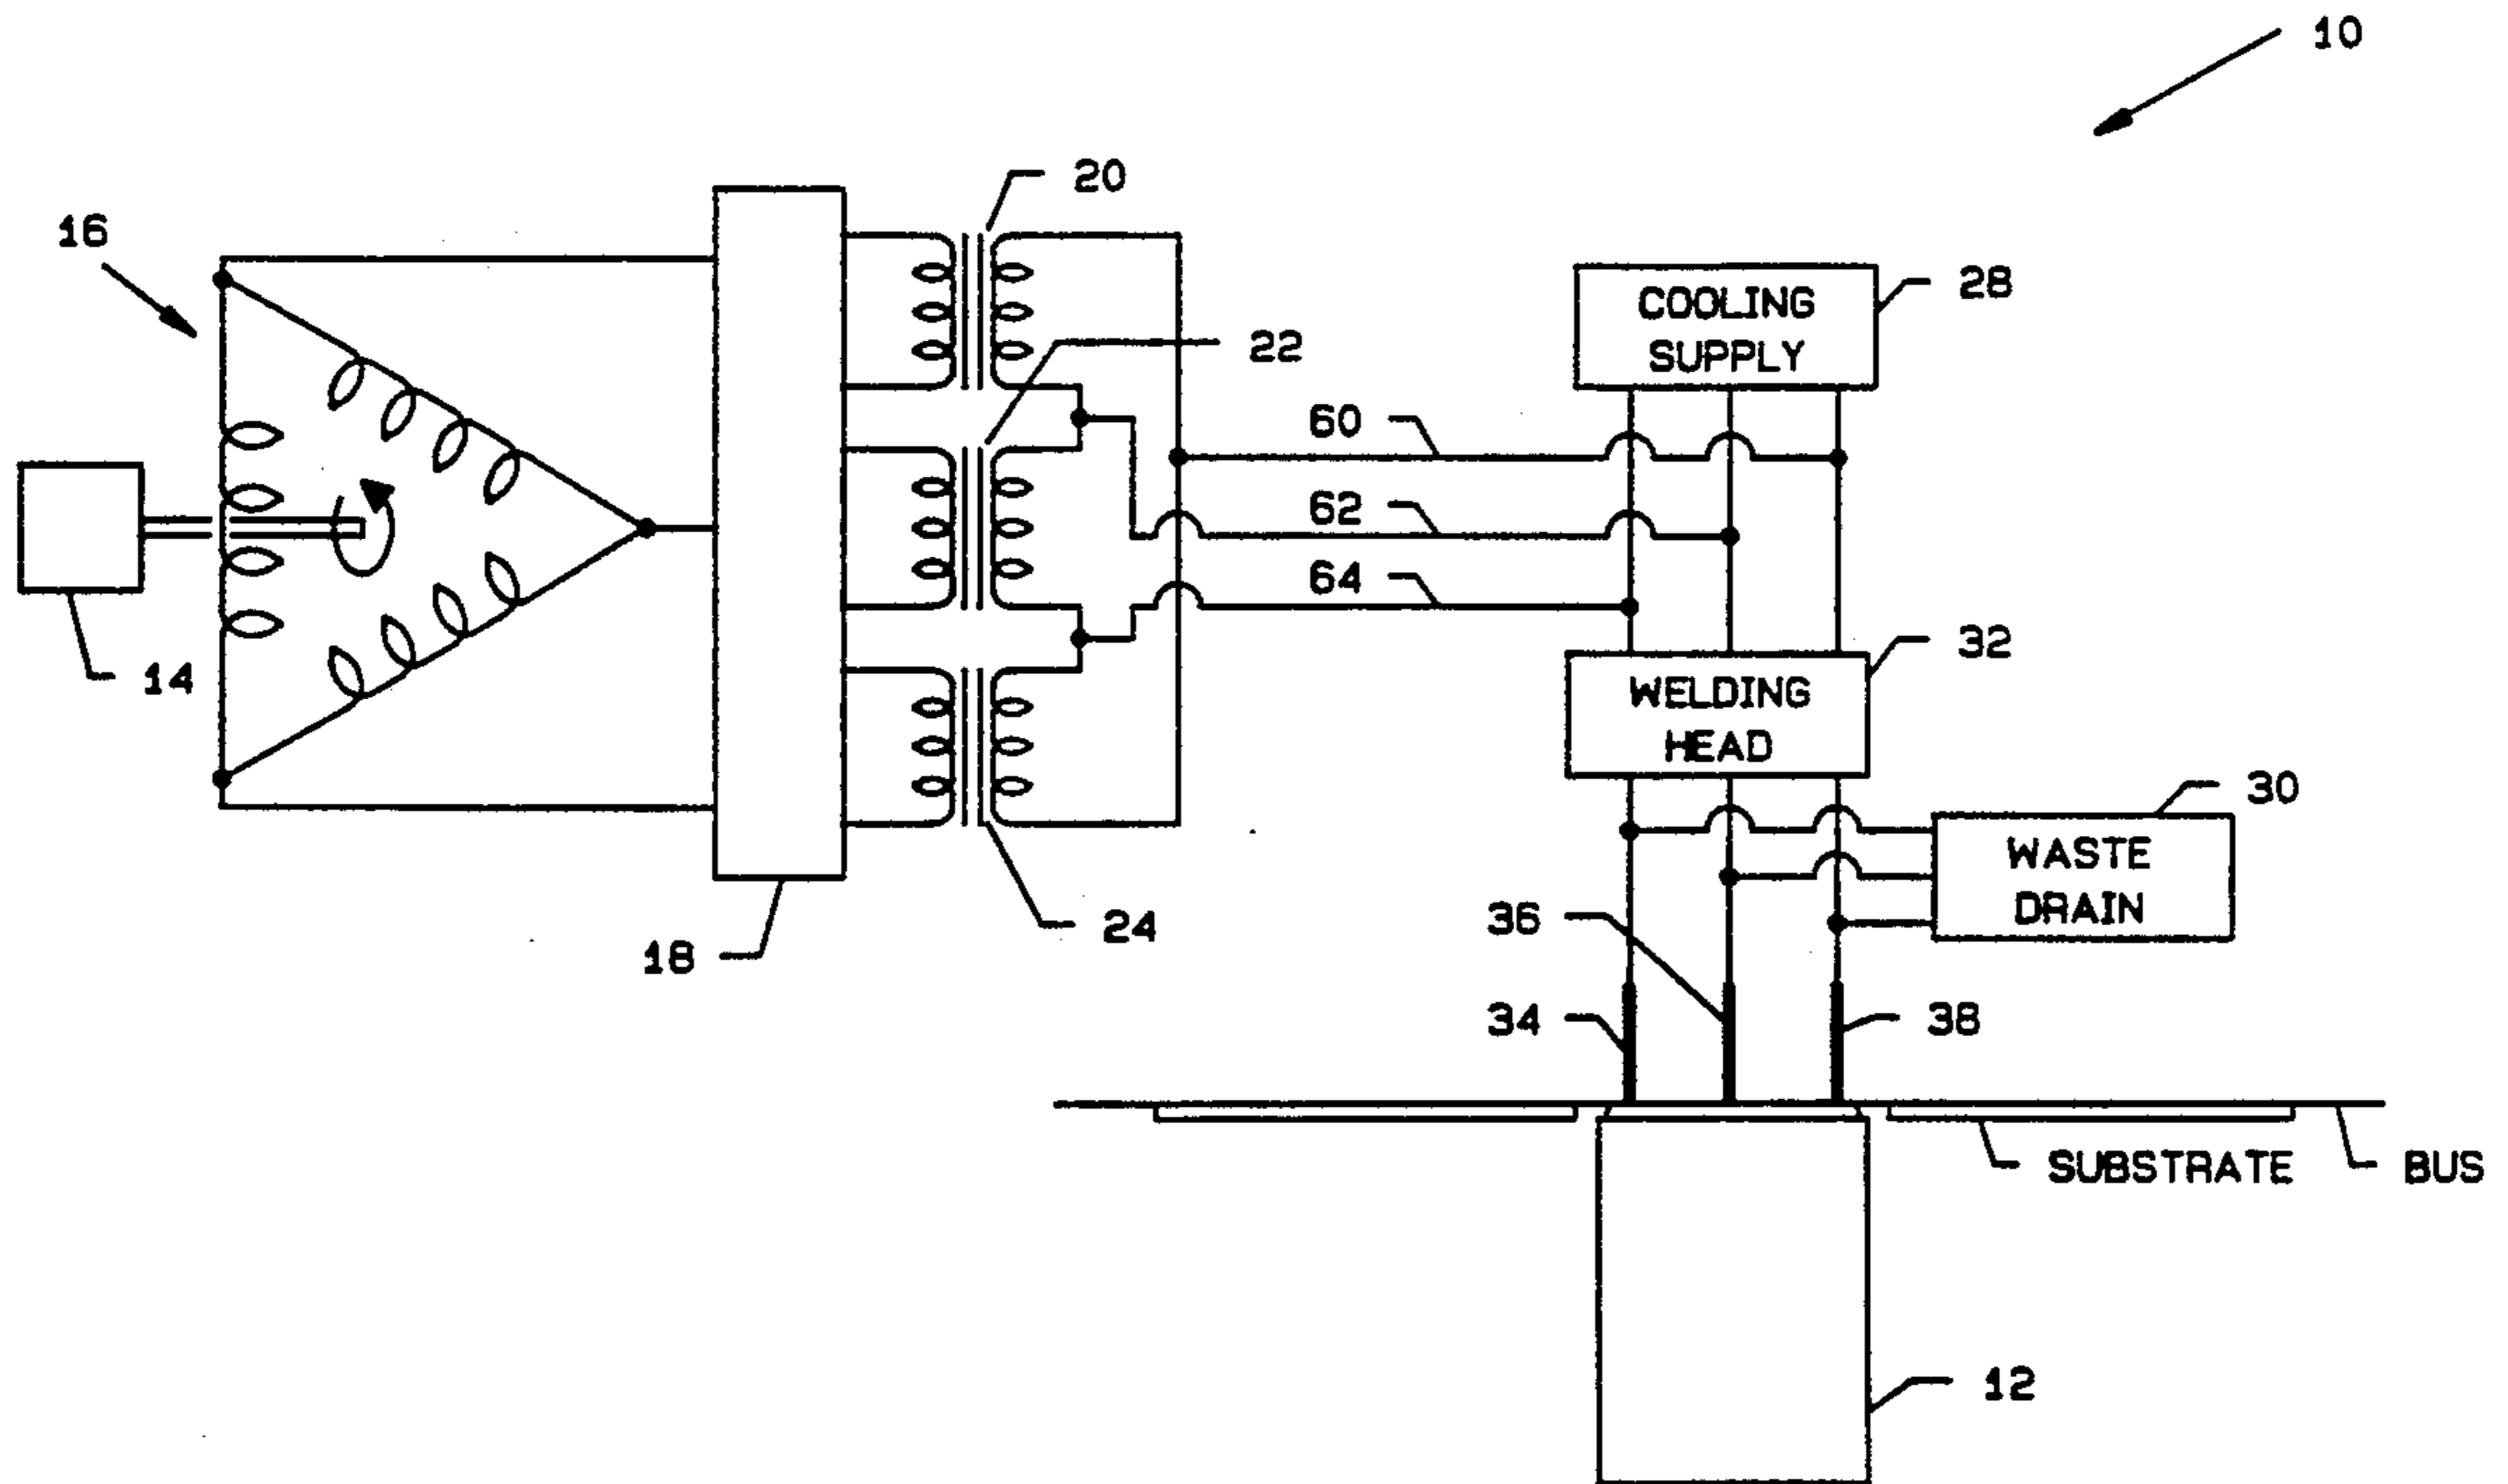 10
20
16
28
COOLING
SUPPLY
22
60
62
64
32
14
WELDING
HEAD
30
WASTE
DRAIN
36
24
18
34
38
SUBSTRATE
BUS
12